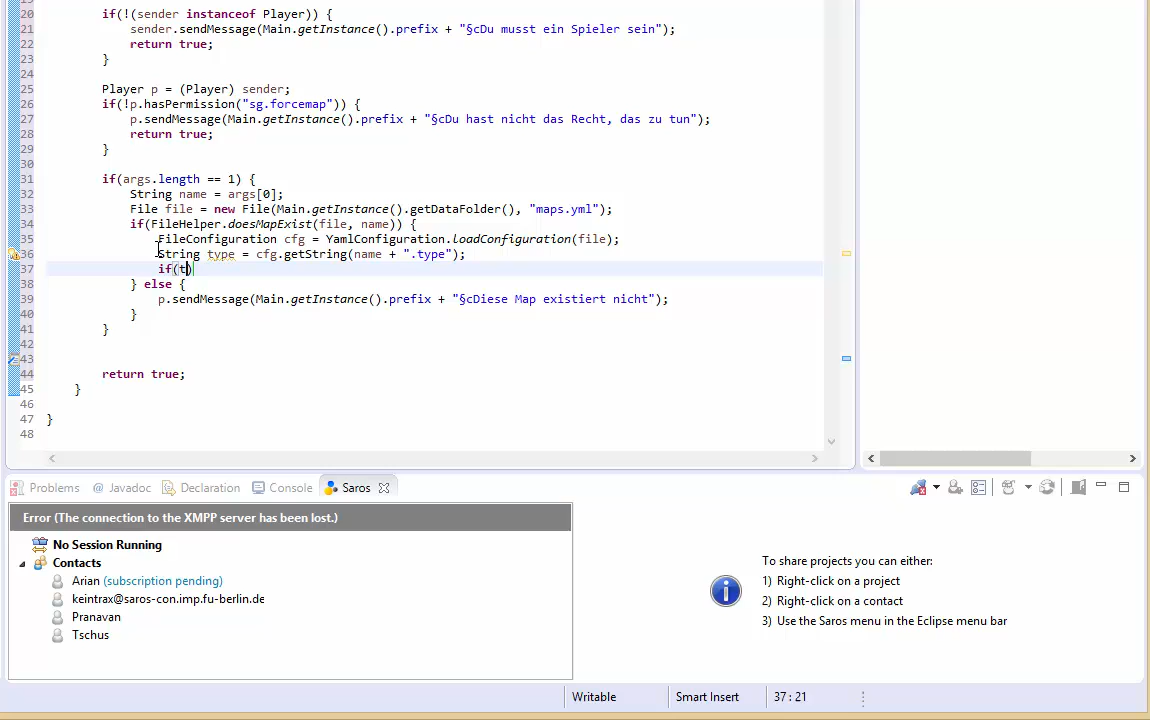 20 if(!(sender instanceof Player)) {
21 sender.sendMessage(Main.getInstance().prefix + "§cDu musst ein Spieler sein");
22 return true;
23 }
24
25 Player p = (Player) sender;
26 if(!p.hasPermission("sg.forcemap")) {
27 p.sendMessage(Main.getInstance().prefix + "§cDu hast nicht das Recht, das zu tun");
28 return true;
29 }
30
31 if(args.length == 1) {
32 String name = args[0];
33 File file = new File(Main.getInstance().getDataFolder(), "maps.yml");
34 if(FileHelper.doesMapExist(file, name)) {
35 FileConfiguration cfg = YamlConfiguration.loadConfiguration(file);
36 String type = cfg.getString(name + ".type");
37 if(t)
38 } else {
39 p.sendMessage(Main.getInstance().prefix + "§cDiese Map existiert nicht");
40 }
41 }
42
43
44 return true;
45 }
46
47 }
48
Problems @ Javadoc Declaration Console Saros
Error (The connection to the XMPP server has been lost.)
No Session Running
Contacts
Arian (subscription pending)
keintrax@saros-con.imp.fu-berlin.de
Pranavan
Tschus
To share projects you can either:
1) Right-click on a project
2) Right-click on a contact
3) Use the Saros menu in the Eclipse menu bar
Writable Smart Insert 37 : 21